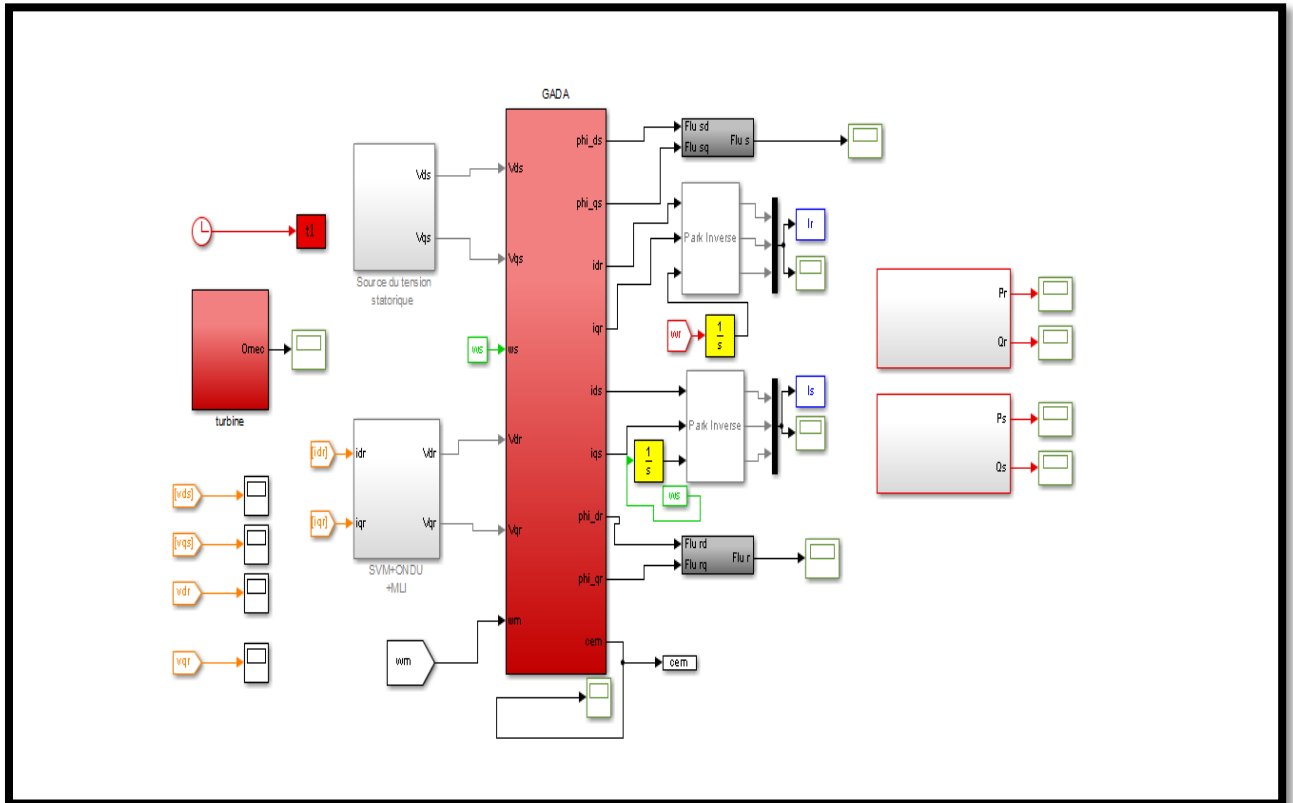 GADA
Vds
Vqs
Source du tension
statorique
t1
Omec
turbine
[vds]
[vqs]
vdr
vqr
[idr]
[iqr]
idr
iqr
Vdr
Vqr
SVM+ONDU
+MLI
ws
wm
Vds
Vqs
ws
Vdr
Vqr
wm
phi_ds
phi_qs
idr
iqr
ids
iqs
phi_dr
phi_qr
cem
Flu sd
Flu sq
Flu s
Park Inverse
Ir
wr
1
s
Park Inverse
Is
1
s
ws
Flu rd
Flu rq
Flu r
cem
Pr
Qr
Ps
Qs